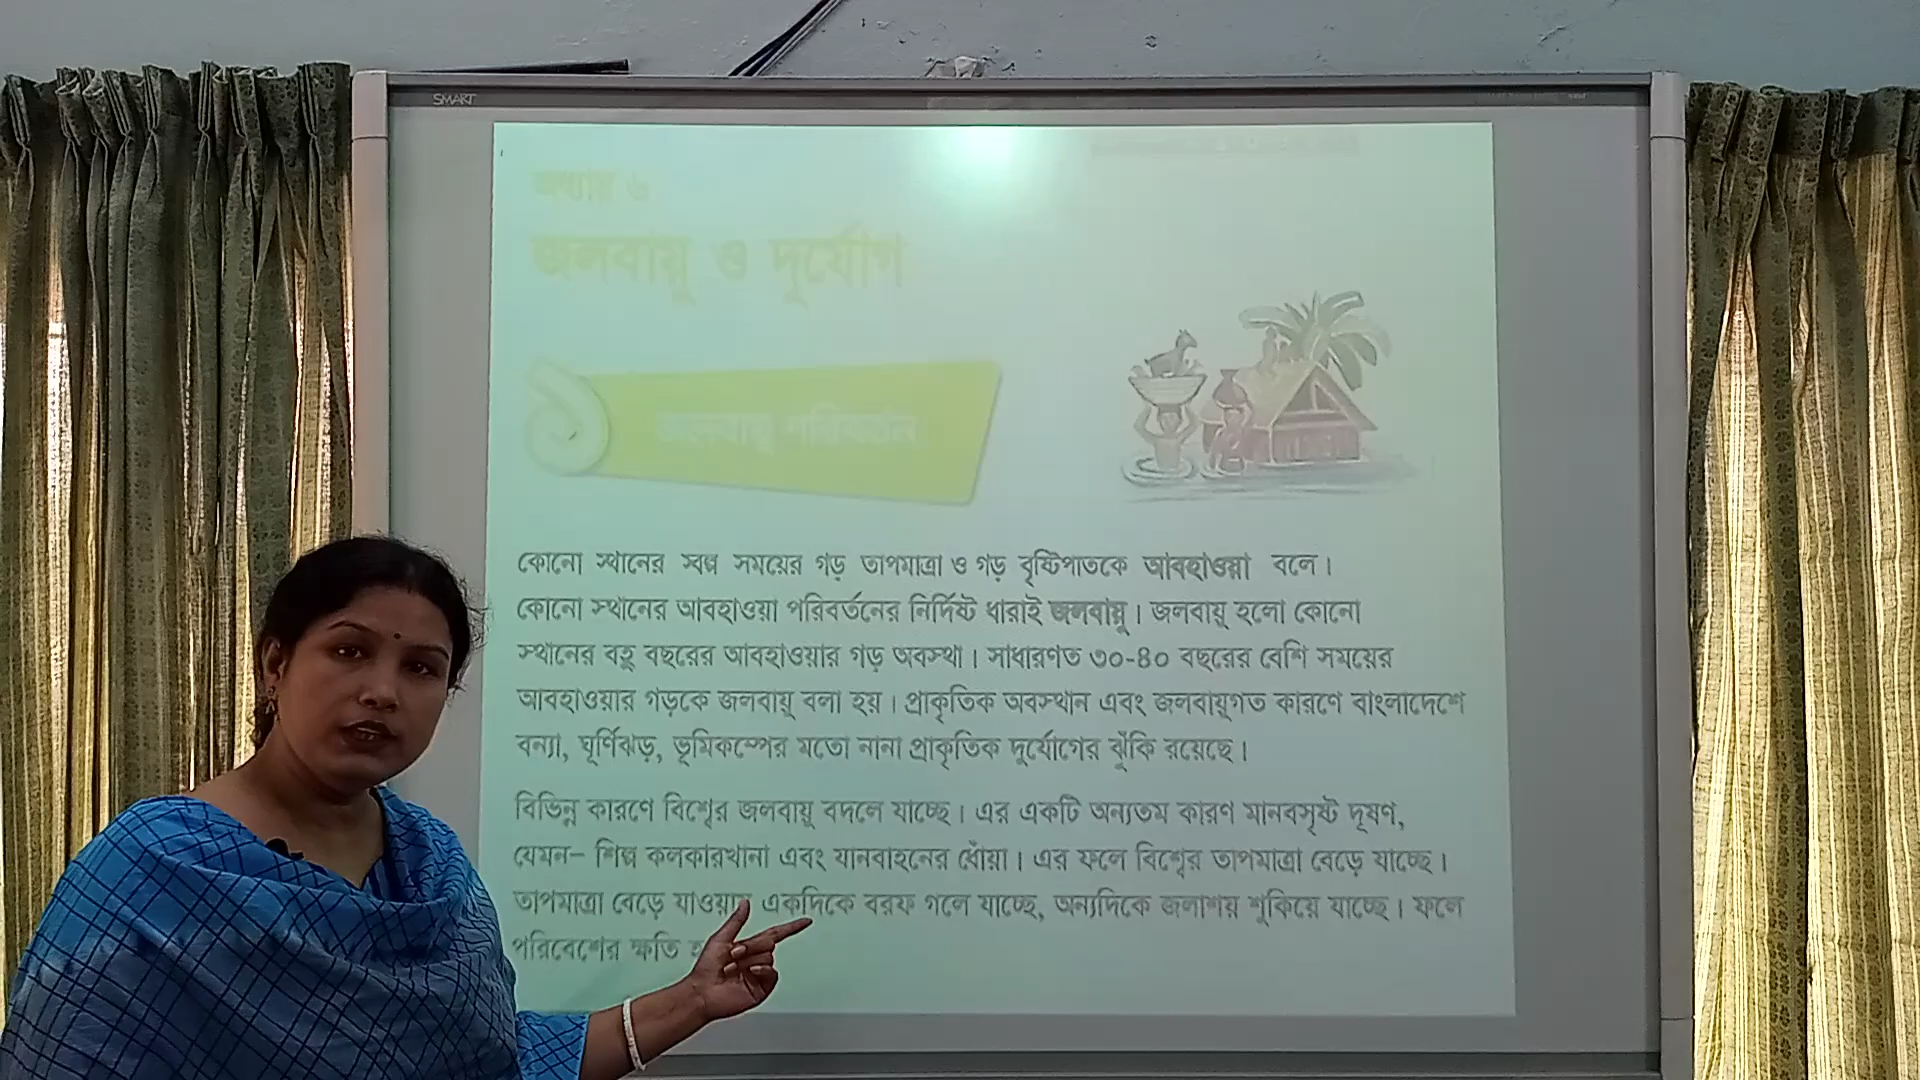 SMART
অধ্যায় ৬
জলবায়ু ও দুর্যোগ
১
জলবায়ু পরিবর্তন
কোনো স্থানের স্বল্প সময়ের গড় তাপমাত্রা ও গড় বৃষ্টিপাতকে আবহাওয়া বলে।
কোনো স্থানের আবহাওয়া পরিবর্তনের নির্দিষ্ট ধারাই জলবায়ু। জলবায়ু হলো কোনো
স্থানের বহু বছরের আবহাওয়ার গড় অবস্থা। সাধারণত ৩০-৪০ বছরের বেশি সময়ের
আবহাওয়ার গড়কে জলবায়ু বলা হয়। প্রাকৃতিক অবস্থান এবং জলবায়ুগত কারণে বাংলাদেশে
বন্যা, ঘূর্ণিঝড়, ভূমিকম্পের মতো নানা প্রাকৃতিক দুর্যোগের ঝুঁকি রয়েছে।
বিভিন্ন কারণে বিশ্বের জলবায়ু বদলে যাচ্ছে। এর একটি অন্যতম কারণ মানবসৃষ্ট দূষণ,
যেমন– শিল্প কলকারখানা এবং যানবাহনের ধোঁয়া। এর ফলে বিশ্বের তাপমাত্রা বেড়ে যাচ্ছে।
তাপমাত্রা বেড়ে যাওয়ায় একদিকে বরফ গলে যাচ্ছে, অন্যদিকে জলাশয় শুকিয়ে যাচ্ছে। ফলে
পরিবেশের ক্ষতি